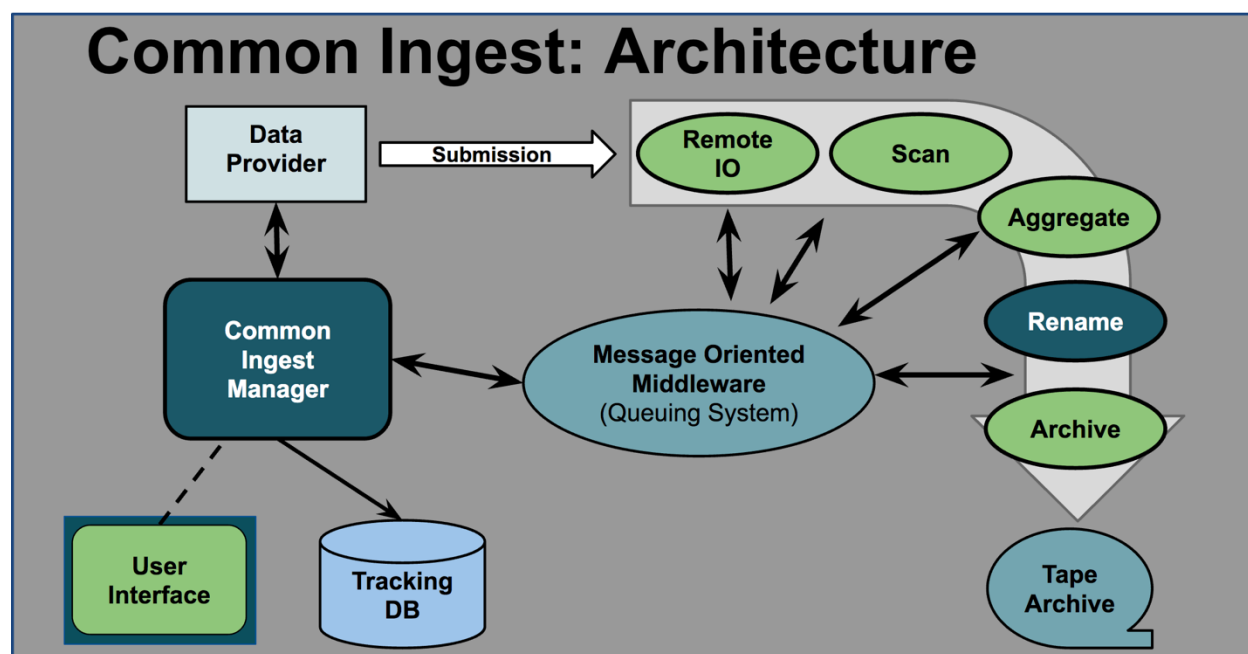 Common Ingest: Architecture
Data
Provider
Submission
Remote
IO
Scan
Aggregate
Rename
Archive
Common
Ingest
Manager
Message Oriented
Middleware
(Queuing System)
User
Interface
Tracking
DB
Tape
Archive